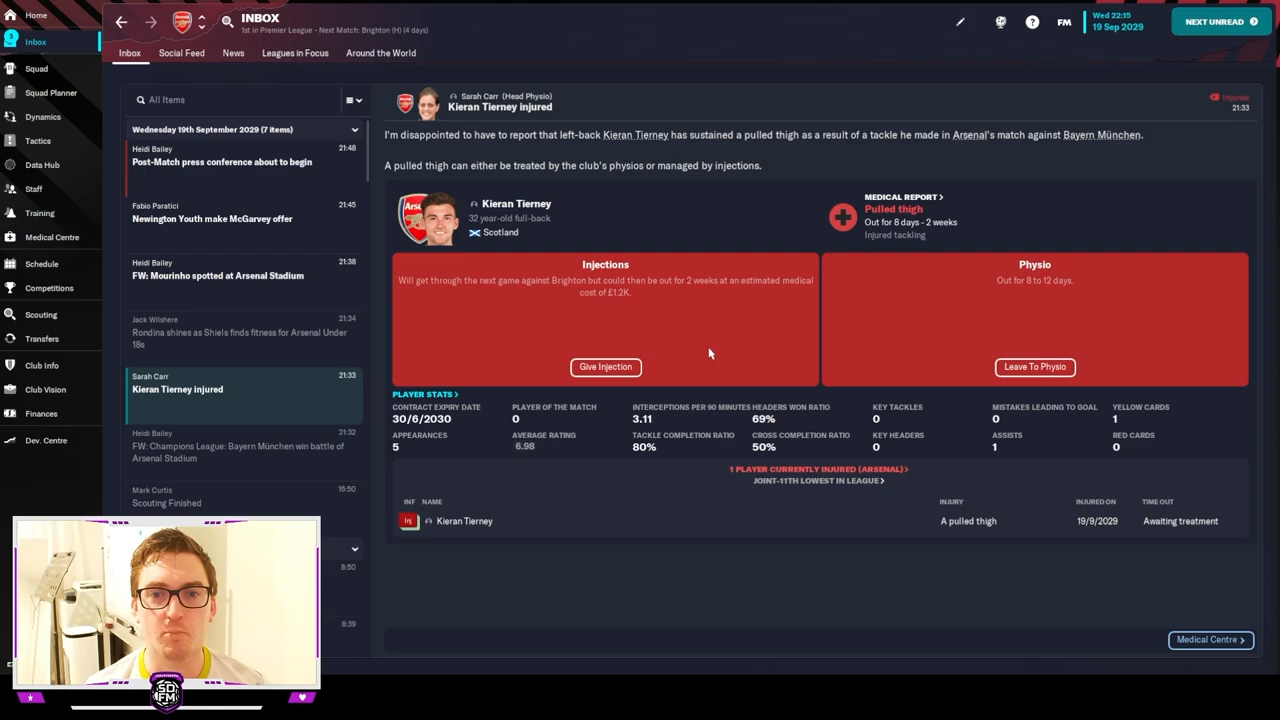 Home
INBOX
1st in Premier League - Next Match: Brighton (H) (4 days)
FM
Wed 22:15
19 Sep 2029
NEXT UNREAD
3
Inbox
Squad
Squad Planner
Dynamics
Tactics
Data Hub
Staff
Training
Medical Centre
Schedule
Competitions
Scouting
Transfers
Club Info
Club Vision
Finances
Dev. Centre
Inbox
Social Feed
News
Leagues in Focus
Around the World
All Items
Wednesday 19th September 2029 (7 items)
Heidi Bailey 21:48
Post-Match press conference about to begin
Fabio Paratici 21:45
Newington Youth make McGarvey offer
Heidi Bailey 21:38
FW: Mourinho spotted at Arsenal Stadium
Jack Wilshere 21:34
Rondina shines as Shiels finds fitness for Arsenal Under
18s
Sarah Carr 21:33
Kieran Tierney injured
Heidi Bailey 21:32
FW: Champions League: Bayern München win battle of
Arsenal Stadium
Mark Curtis 16:50
Scouting Finished
8:50
8:39
Sarah Carr (Head Physio)
Kieran Tierney injured
Injuries
21:33
I'm disappointed to have to report that left-back Kieran Tierney has sustained a pulled thigh as a result of a tackle he made in Arsenal's match against Bayern München.
A pulled thigh can either be treated by the club's physios or managed by injections.
Arse
Kieran Tierney
32 year-old full-back
Scotland
MEDICAL REPORT >
Pulled thigh
Out for 8 days - 2 weeks
Injured tackling
Injections
Will get through the next game against Brighton but could then be out for 2 weeks at an estimated medical
cost of £1.2K.
Give Injection
Physio
Out for 8 to 12 days.
Leave To Physio
PLAYER STATS >
CONTRACT EXPIRY DATE PLAYER OF THE MATCH INTERCEPTIONS PER 90 MINUTES HEADERS WON RATIO KEY TACKLES MISTAKES LEADING TO GOAL YELLOW CARDS
30/6/2030 0 3.11 69% 0 0 1
APPEARANCES AVERAGE RATING TACKLE COMPLETION RATIO CROSS COMPLETION RATIO KEY HEADERS ASSISTS RED CARDS
5 6.98 80% 50% 0 1 0
1 PLAYER CURRENTLY INJURED (ARSENAL) >
JOINT-11TH LOWEST IN LEAGUE >
INF NAME INJURY INJURED ON TIME OUT
Inj Kieran Tierney A pulled thigh 19/9/2029 Awaiting treatment
Medical Centre >
SD
FM